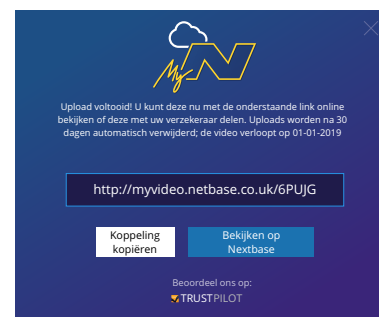 My N
Upload voltooid! U kunt deze nu met de onderstaande link online
bekijken of deze met uw verzekeraar delen. Uploads worden na 30
dagen automatisch verwijderd; de video verloopt op 01-01-2019
http://myvideo.netbase.co.uk/6PUJG
Koppeling
kopiëren
Bekijken op
Nextbase
Beoordeel ons op:
TRUSTPILOT